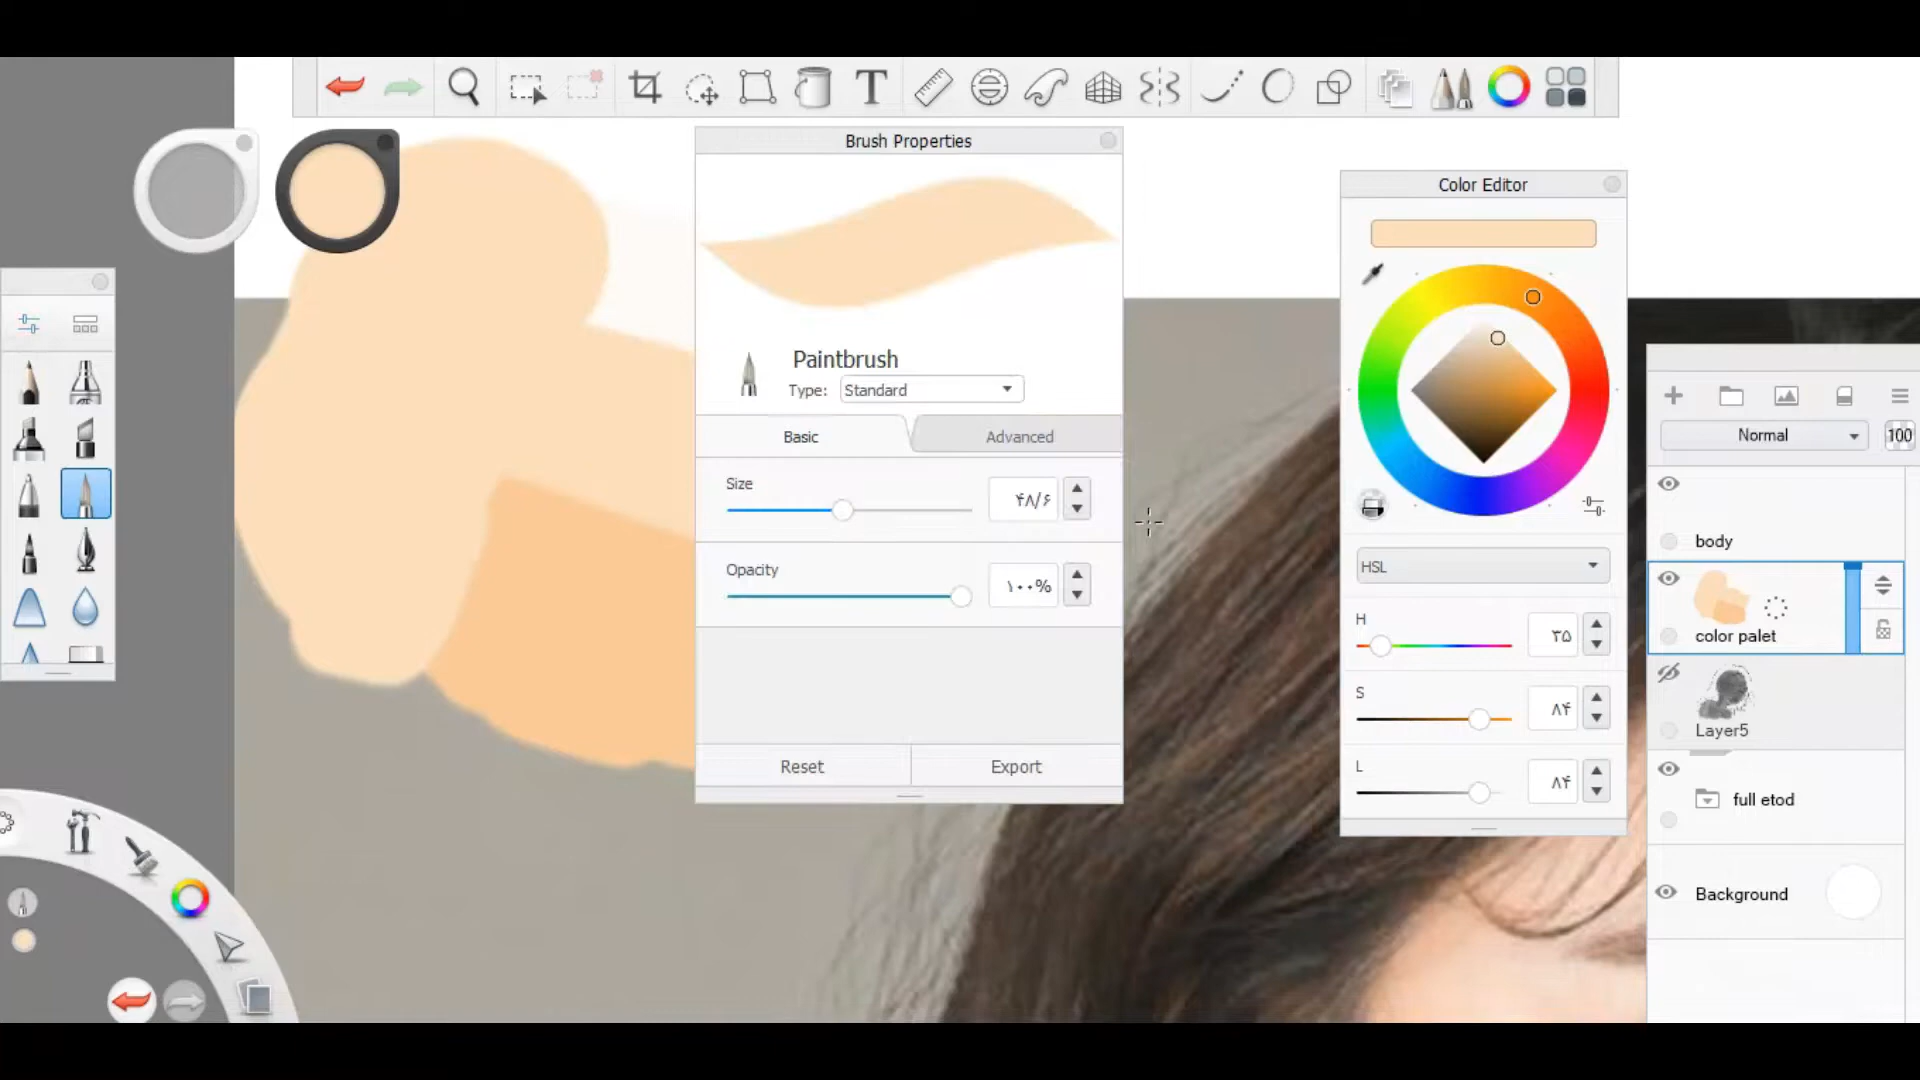 T
Brush Properties
Color Editor
Paintbrush
Type: Standard
Basic
Advanced
Size
۴۸/۶
Opacity
۱۰۰%
Reset
Export
HSL
H
۳۵
S
۸۴
L
۸۴
Normal
100
body
color palet
Layer5
full etod
Background